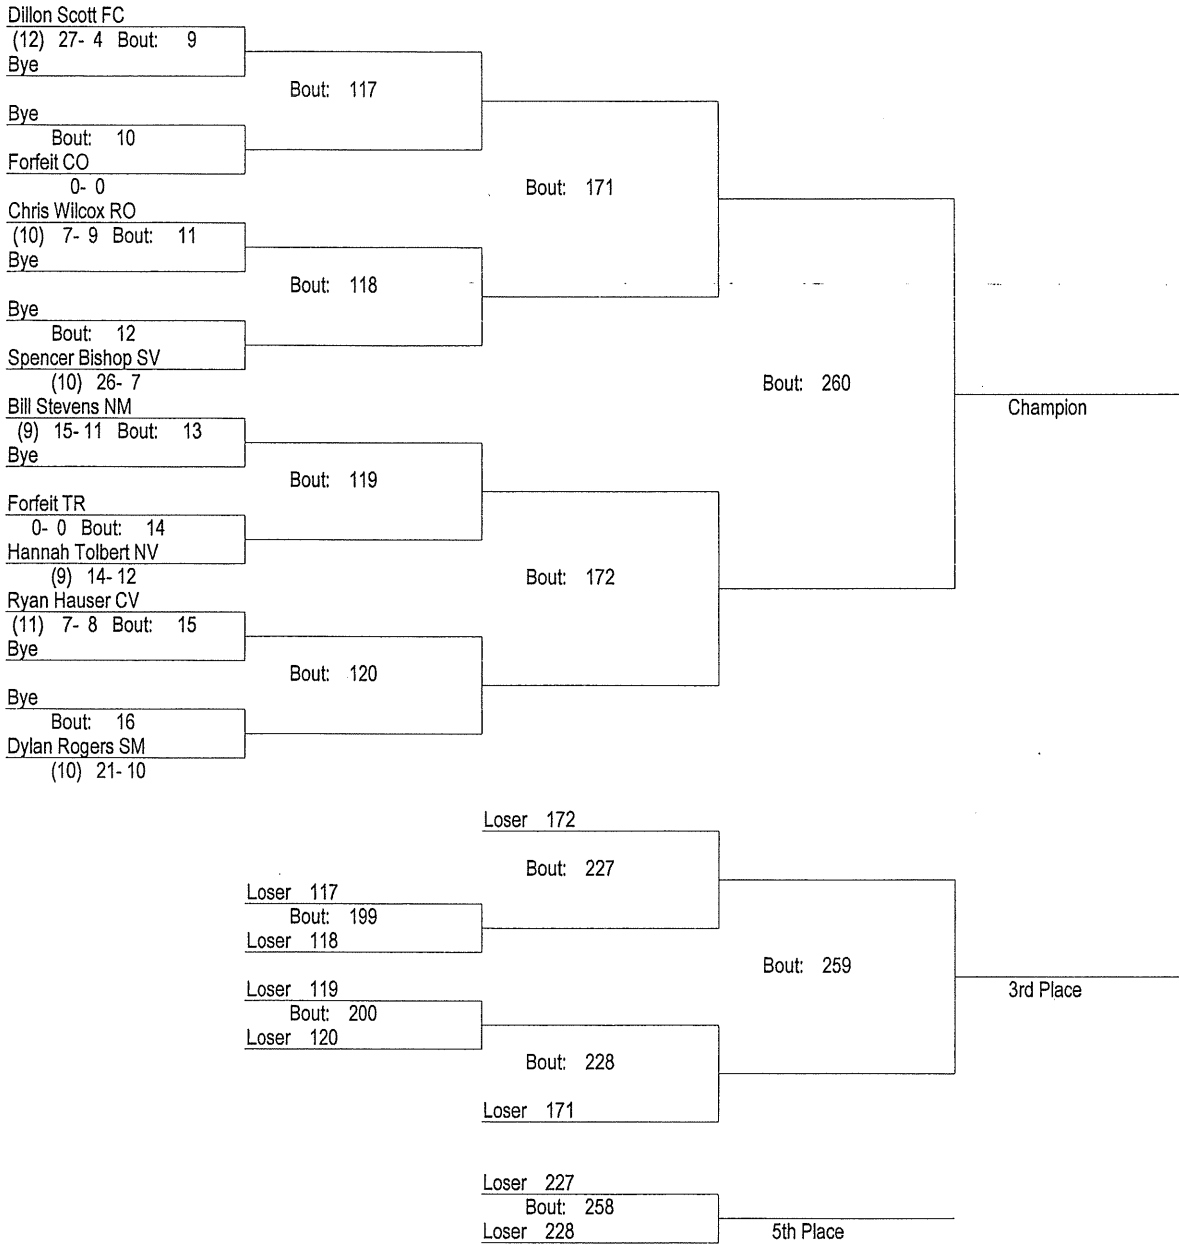 Dillon Scott FC
(12) 27- 4 Bout: 9
Bye
Bout: 117
Bye
Bout: 10
Forfeit CO
0- 0
Bout: 171
Chris Wilcox RO
(10) 7- 9 Bout: 11
Bye
Bout: 118
Bye
Bout: 12
Spencer Bishop SV
(10) 26- 7
Bout: 260
Champion
Bill Stevens NM
(9) 15- 11 Bout: 13
Bye
Bout: 119
Forfeit TR
0- 0 Bout: 14
Hannah Tolbert NV
(9) 14- 12
Bout: 172
Ryan Hauser CV
(11) 7- 8 Bout: 15
Bye
Bout: 120
Bye
Bout: 16
Dylan Rogers SM
(10) 21- 10
Loser 172
Bout: 227
Loser 117
Bout: 199
Loser 118
Bout: 259
3rd Place
Loser 119
Bout: 200
Loser 120
Bout: 228
Loser 171
Loser 227
Bout: 258
Loser 228
5th Place